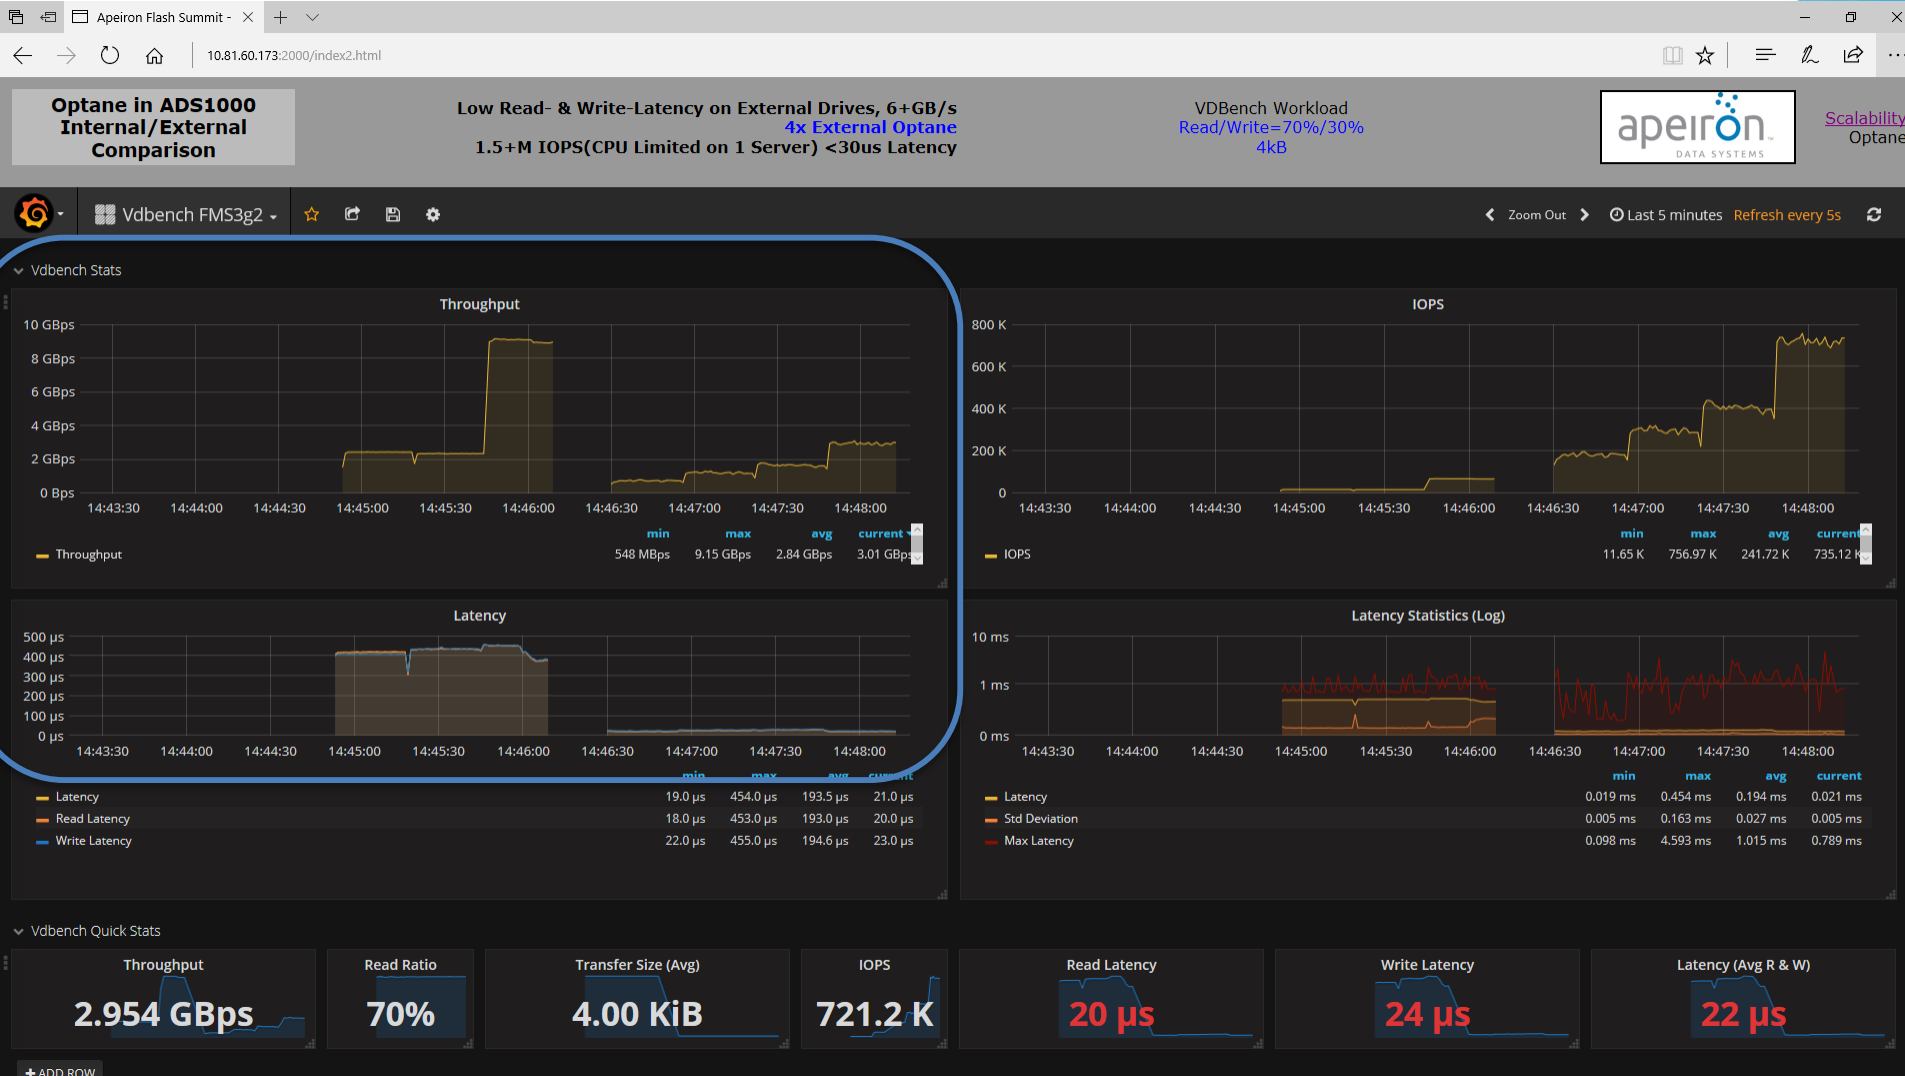 Apeiron Flash Summit -
10.81.60.173:2000/index2.html
Optane in ADS1000
Internal/External
Comparison
Low Read- & Write-Latency on External Drives, 6+GB/s
4x External Optane
1.5+M IOPS(CPU Limited on 1 Server) <30us Latency
VDBench Workload
Read/Write=70%/30%
4kB
apeiron
DATA SYSTEMS
Scalability
Optane
Vdbench FMS3g2
Zoom Out
Last 5 minutes
Refresh every 5s
Vdbench Stats
Throughput
10 GBps
8 GBps
6 GBps
4 GBps
2 GBps
0 Bps
14:43:30 14:44:00 14:44:30 14:45:00 14:45:30 14:46:00 14:46:30 14:47:00 14:47:30 14:48:00
min max avg current
Throughput 548 MBps 9.15 GBps 2.84 GBps 3.01 GBps
IOPS
800 K
600 K
400 K
200 K
0
14:43:30 14:44:00 14:44:30 14:45:00 14:45:30 14:46:00 14:46:30 14:47:00 14:47:30 14:48:00
min max avg current
IOPS 11.65 K 756.97 K 241.72 K 735.12 K
Latency
500 µs
400 µs
300 µs
200 µs
100 µs
0 µs
14:43:30 14:44:00 14:44:30 14:45:00 14:45:30 14:46:00 14:46:30 14:47:00 14:47:30 14:48:00
min max avg current
Latency 19.0 µs 454.0 µs 193.5 µs 21.0 µs
Read Latency 18.0 µs 453.0 µs 193.0 µs 20.0 µs
Write Latency 22.0 µs 455.0 µs 194.6 µs 23.0 µs
Latency Statistics (Log)
10 ms
1 ms
0 ms
14:43:30 14:44:00 14:44:30 14:45:00 14:45:30 14:46:00 14:46:30 14:47:00 14:47:30 14:48:00
min max avg current
Latency 0.019 ms 0.454 ms 0.194 ms 0.021 ms
Std Deviation 0.005 ms 0.163 ms 0.027 ms 0.005 ms
Max Latency 0.098 ms 4.593 ms 1.015 ms 0.789 ms
Vdbench Quick Stats
Throughput
2.954 GBps
Read Ratio
70%
Transfer Size (Avg)
4.00 KiB
IOPS
721.2 K
Read Latency
20 µs
Write Latency
24 µs
Latency (Avg R & W)
22 µs
+ ADD ROW